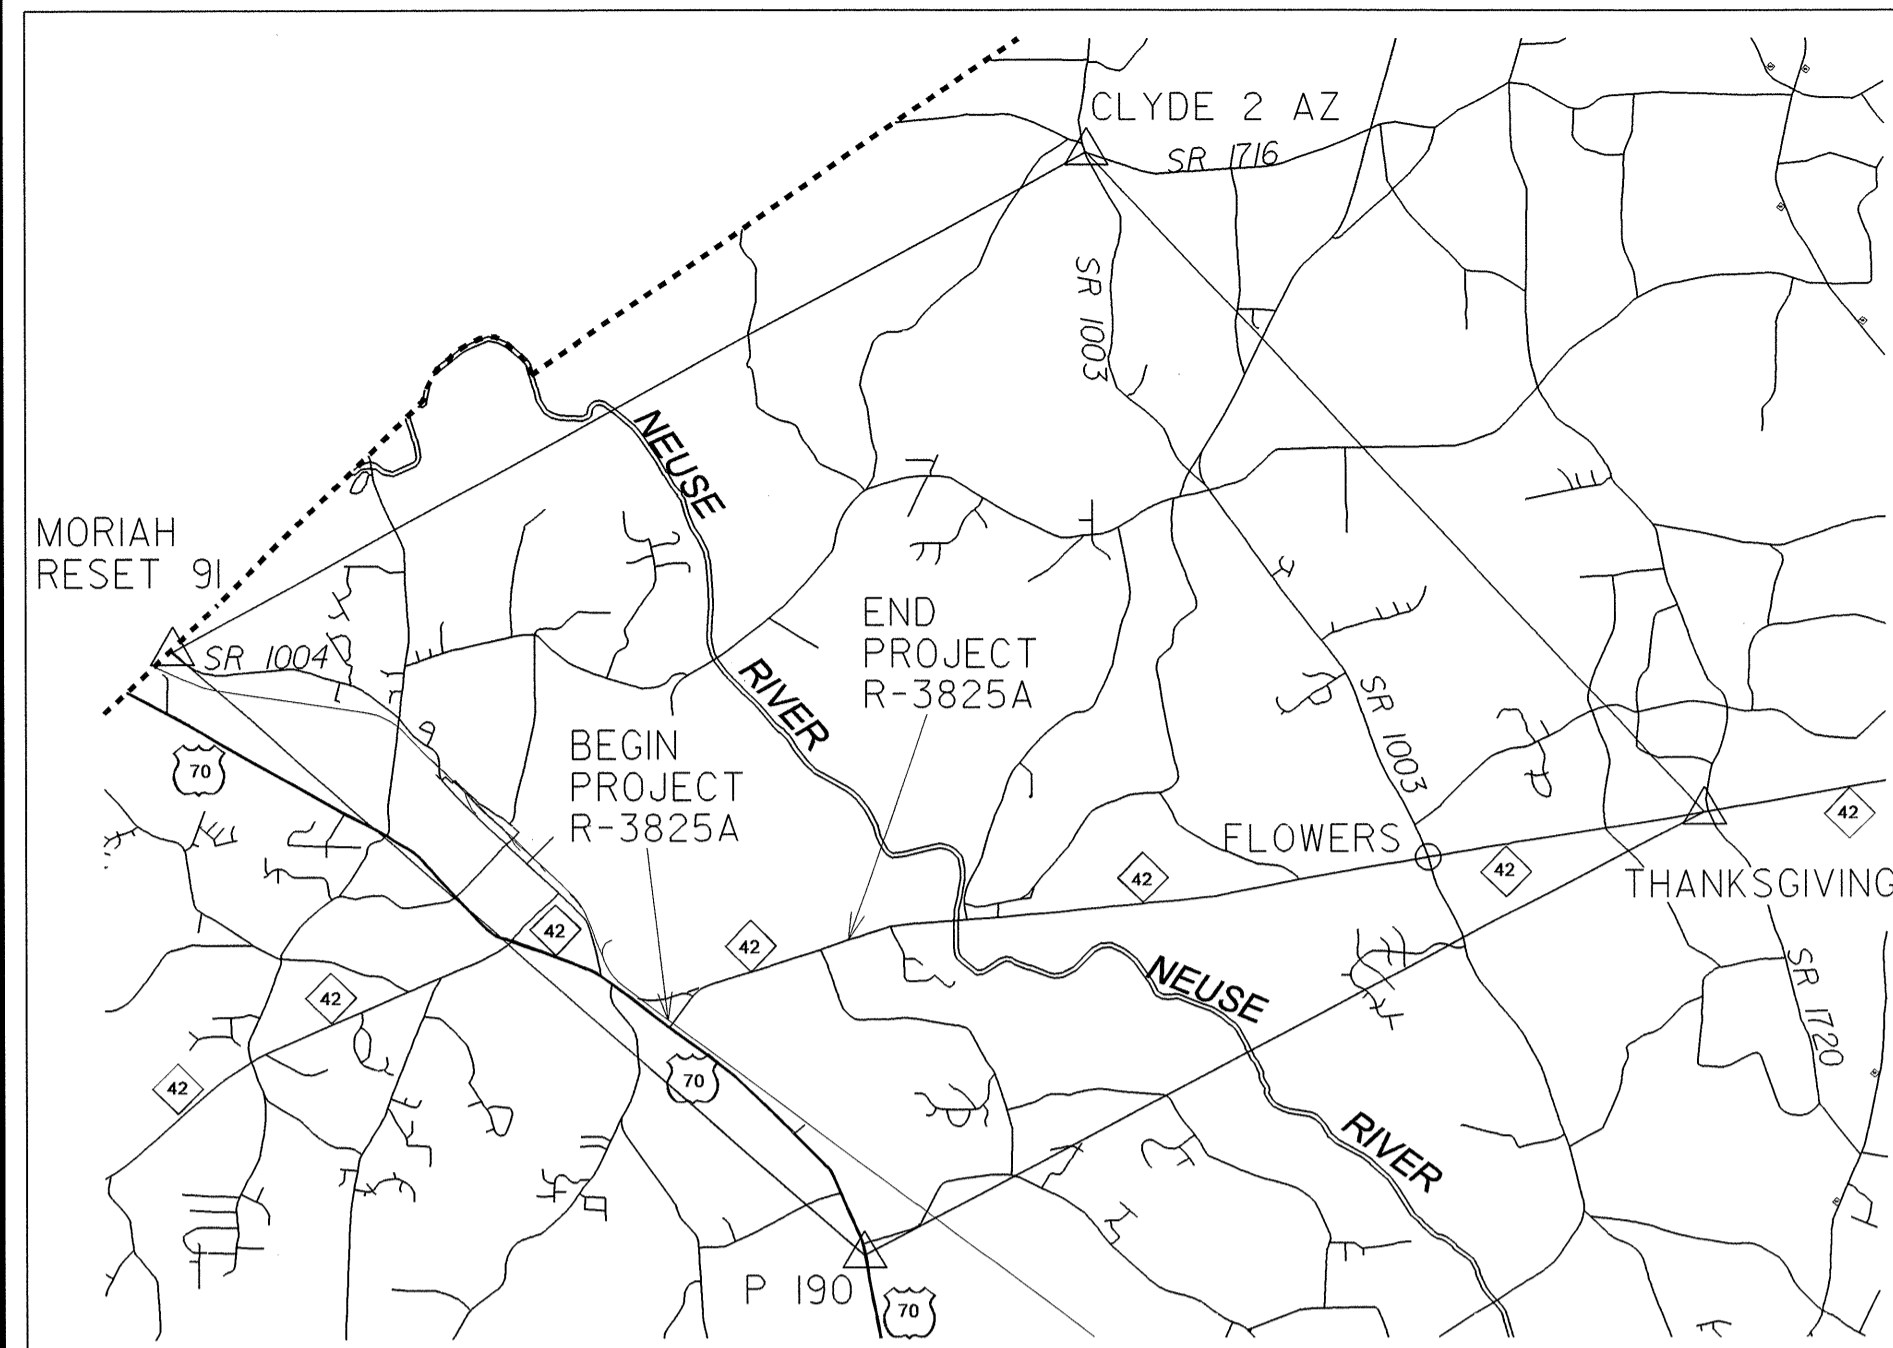 CLYDE 2 AZ
SR 1716
SR 1003
NEUSE
MORIAH
RESET 91
SR 1004
END
PROJECT
R-3825A
RIVER
BEGIN
PROJECT
R-3825A
70
SR 1003
42
FLOWERS
42
42
THANKSGIVING
42
42
42
NEUSE
SR 1720
70
42
RIVER
P 190
70